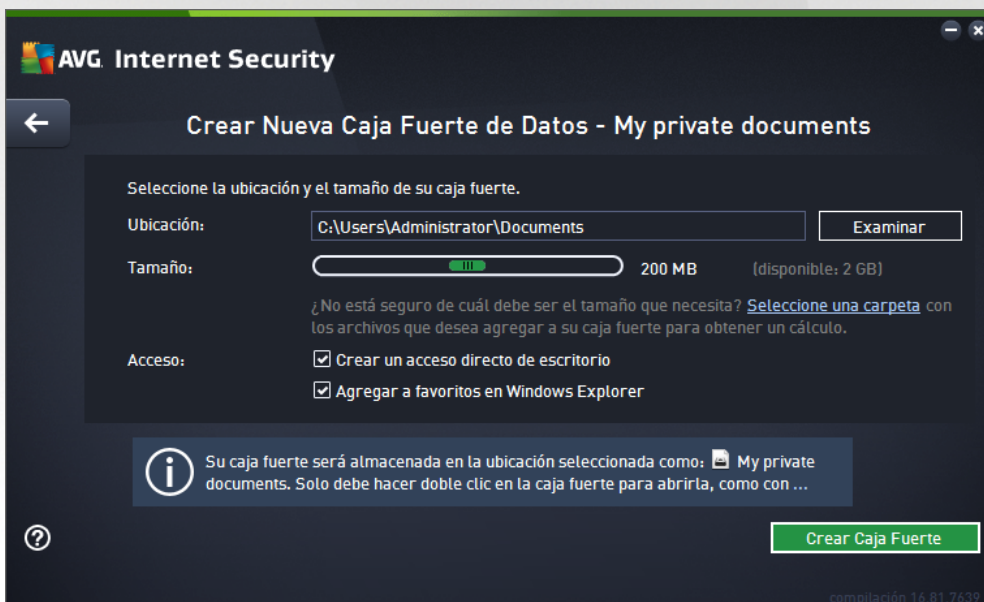 AVG Internet Security
Crear Nueva Caja Fuerte de Datos - My private documents
Seleccione la ubicación y el tamaño de su caja fuerte.
Ubicación: C:\Users\Administrator\Documents Examinar
Tamaño: 200 MB (disponible: 2 GB)
¿No está seguro de cuál debe ser el tamaño que necesita? Seleccione una carpeta con
los archivos que desea agregar a su caja fuerte para obtener un cálculo.
Acceso: Crear un acceso directo de escritorio
Agregar a favoritos en Windows Explorer
Su caja fuerte será almacenada en la ubicación seleccionada como: My private
documents. Solo debe hacer doble clic en la caja fuerte para abrirla, como con ...
Crear Caja Fuerte
compilación 16.81.7639